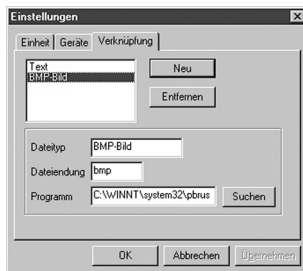 Einstellungen
Einheit Geräte Verknüpfung
Text
BMP-Bild
Neu
Entfernen
Dateityp BMP-Bild
Dateiendung bmp
Programm C:\WINNT\system32\pbrus Suchen
OK Abbrechen Übernehmen